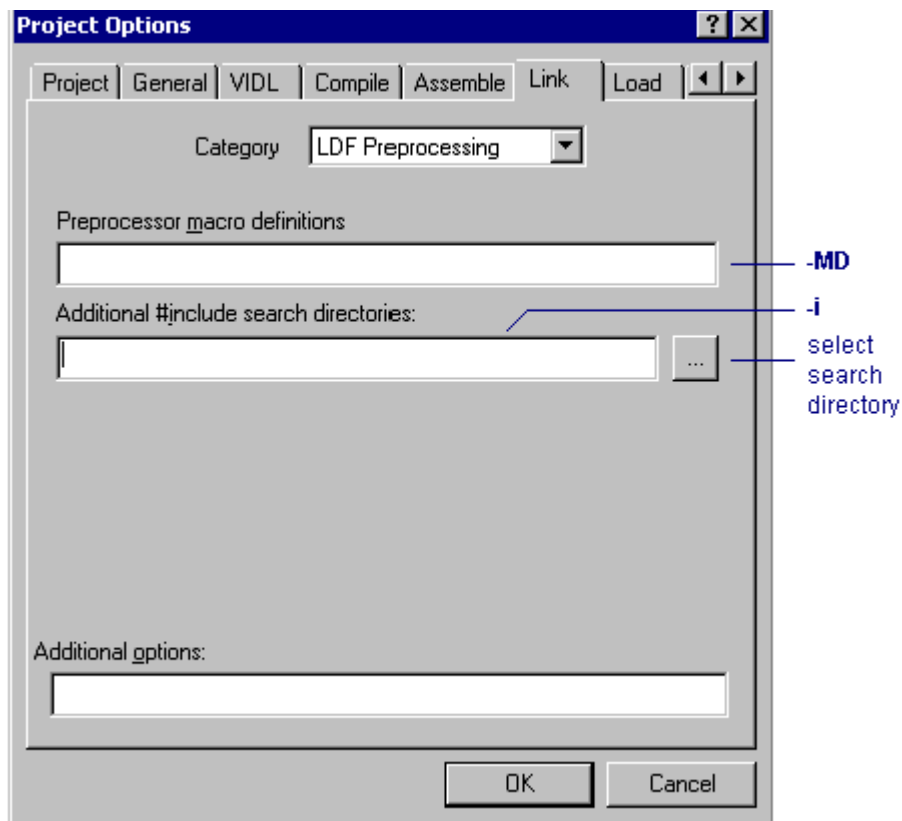 Project Options
Project General VIDL Compile Assemble Link Load
Category LDF Preprocessing
Preprocessor macro definitions
-MD
Additional #include search directories:
-i
...
select
search
directory
Additional options:
OK Cancel